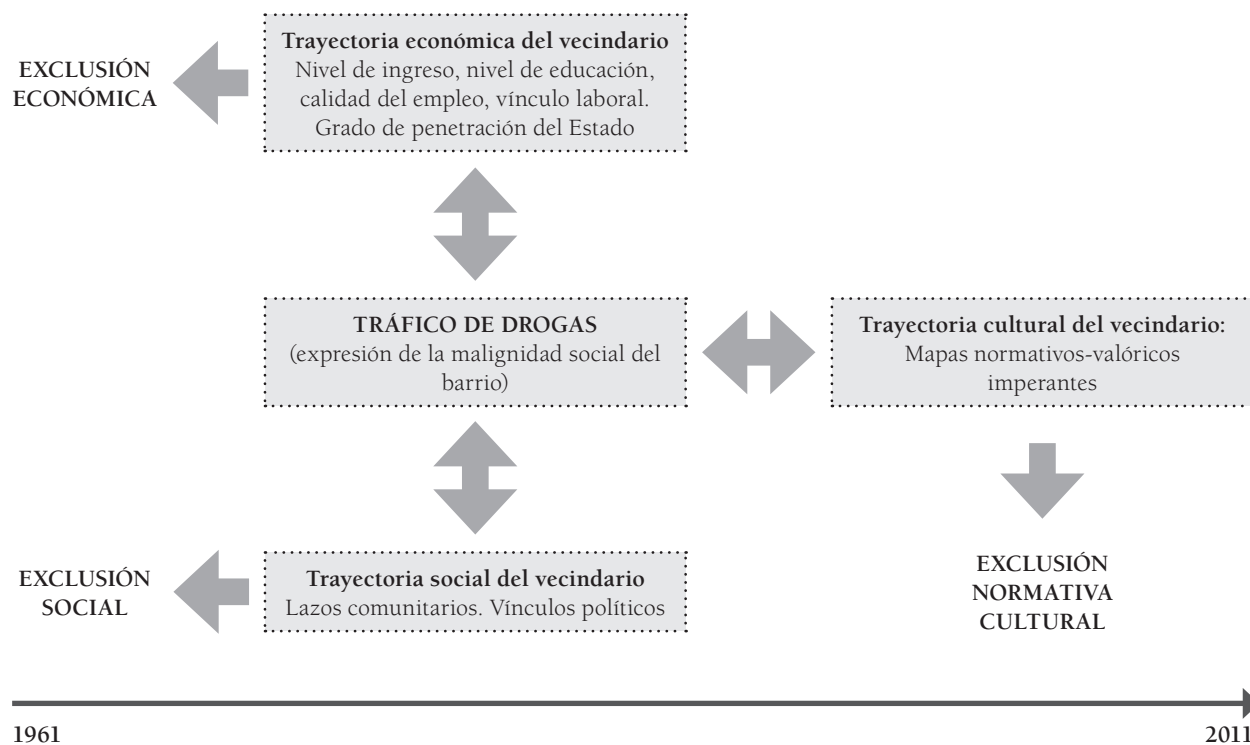 Trayectoria económica del vecindario
Nivel de ingreso, nivel de educación,
calidad del empleo, vínculo laboral.
Grado de penetración del Estado
EXCLUSIÓN
ECONÓMICA
TRÁFICO DE DROGAS
(expresión de la malignidad social del
barrio)
Trayectoria cultural del vecindario:
Mapas normativos-valóricos
imperantes
EXCLUSIÓN
SOCIAL
Trayectoria social del vecindario
Lazos comunitarios. Vínculos políticos
EXCLUSIÓN
NORMATIVA
CULTURAL
1961
2011